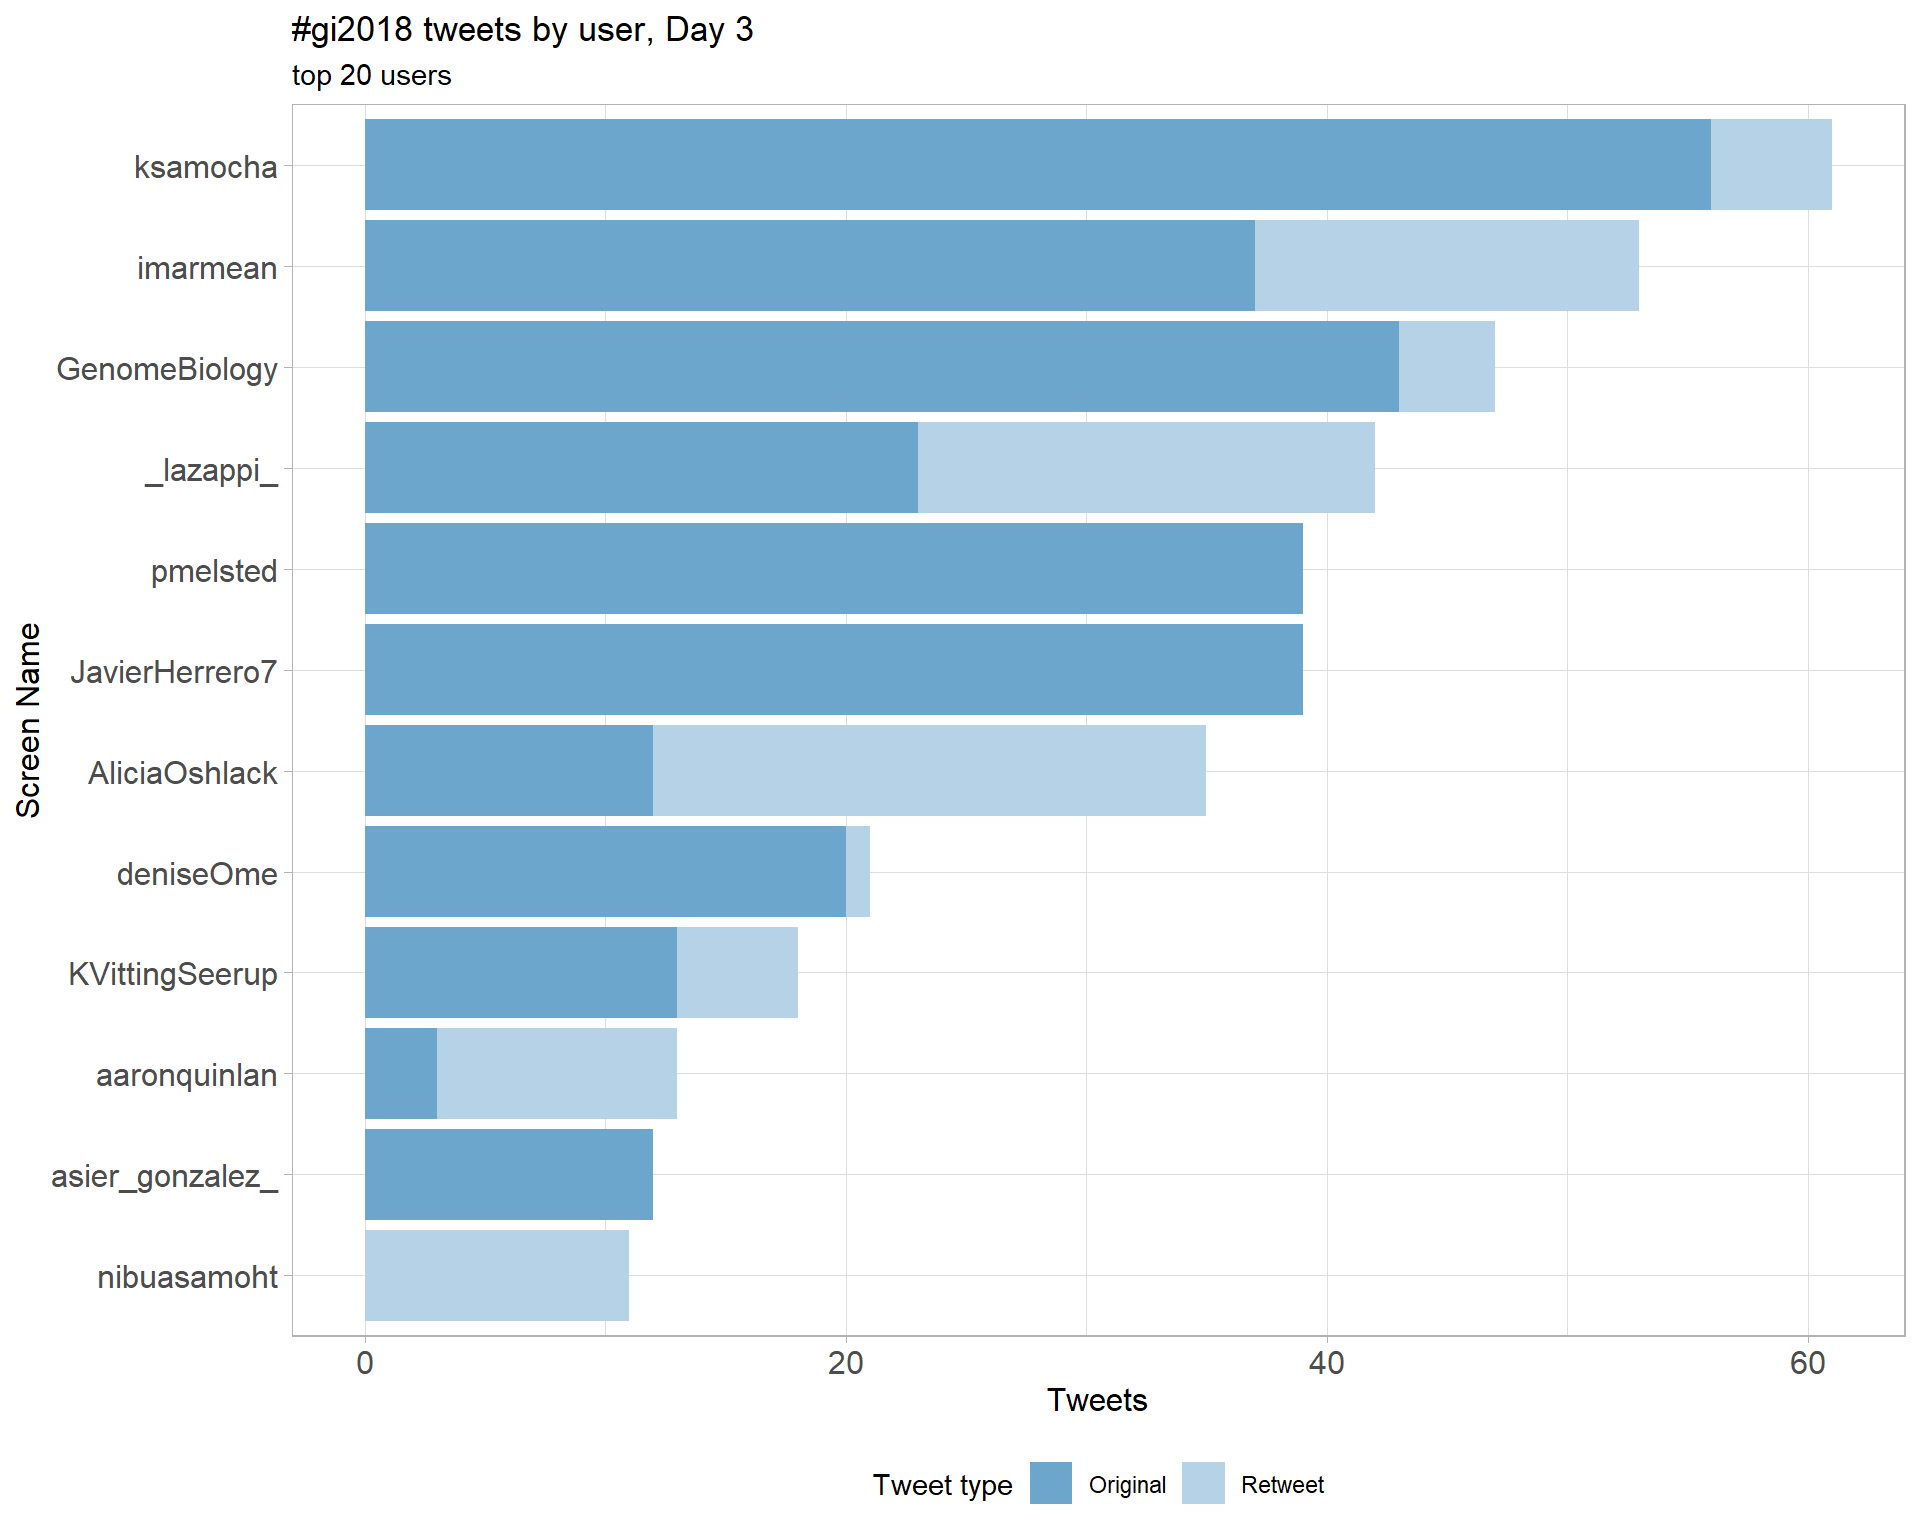 #gi2018 tweets by user, Day 3
top 20 users
Screen Name
ksamocha
imarmean
GenomeBiology
_lazappi_
pmelsted
JavierHerrero7
AliciaOshlack
deniseOme
KVittingSeerup
aaronquinlan
asier_gonzalez_
nibuasamoht
0 20 40 60
Tweets
Tweet type Original Retweet